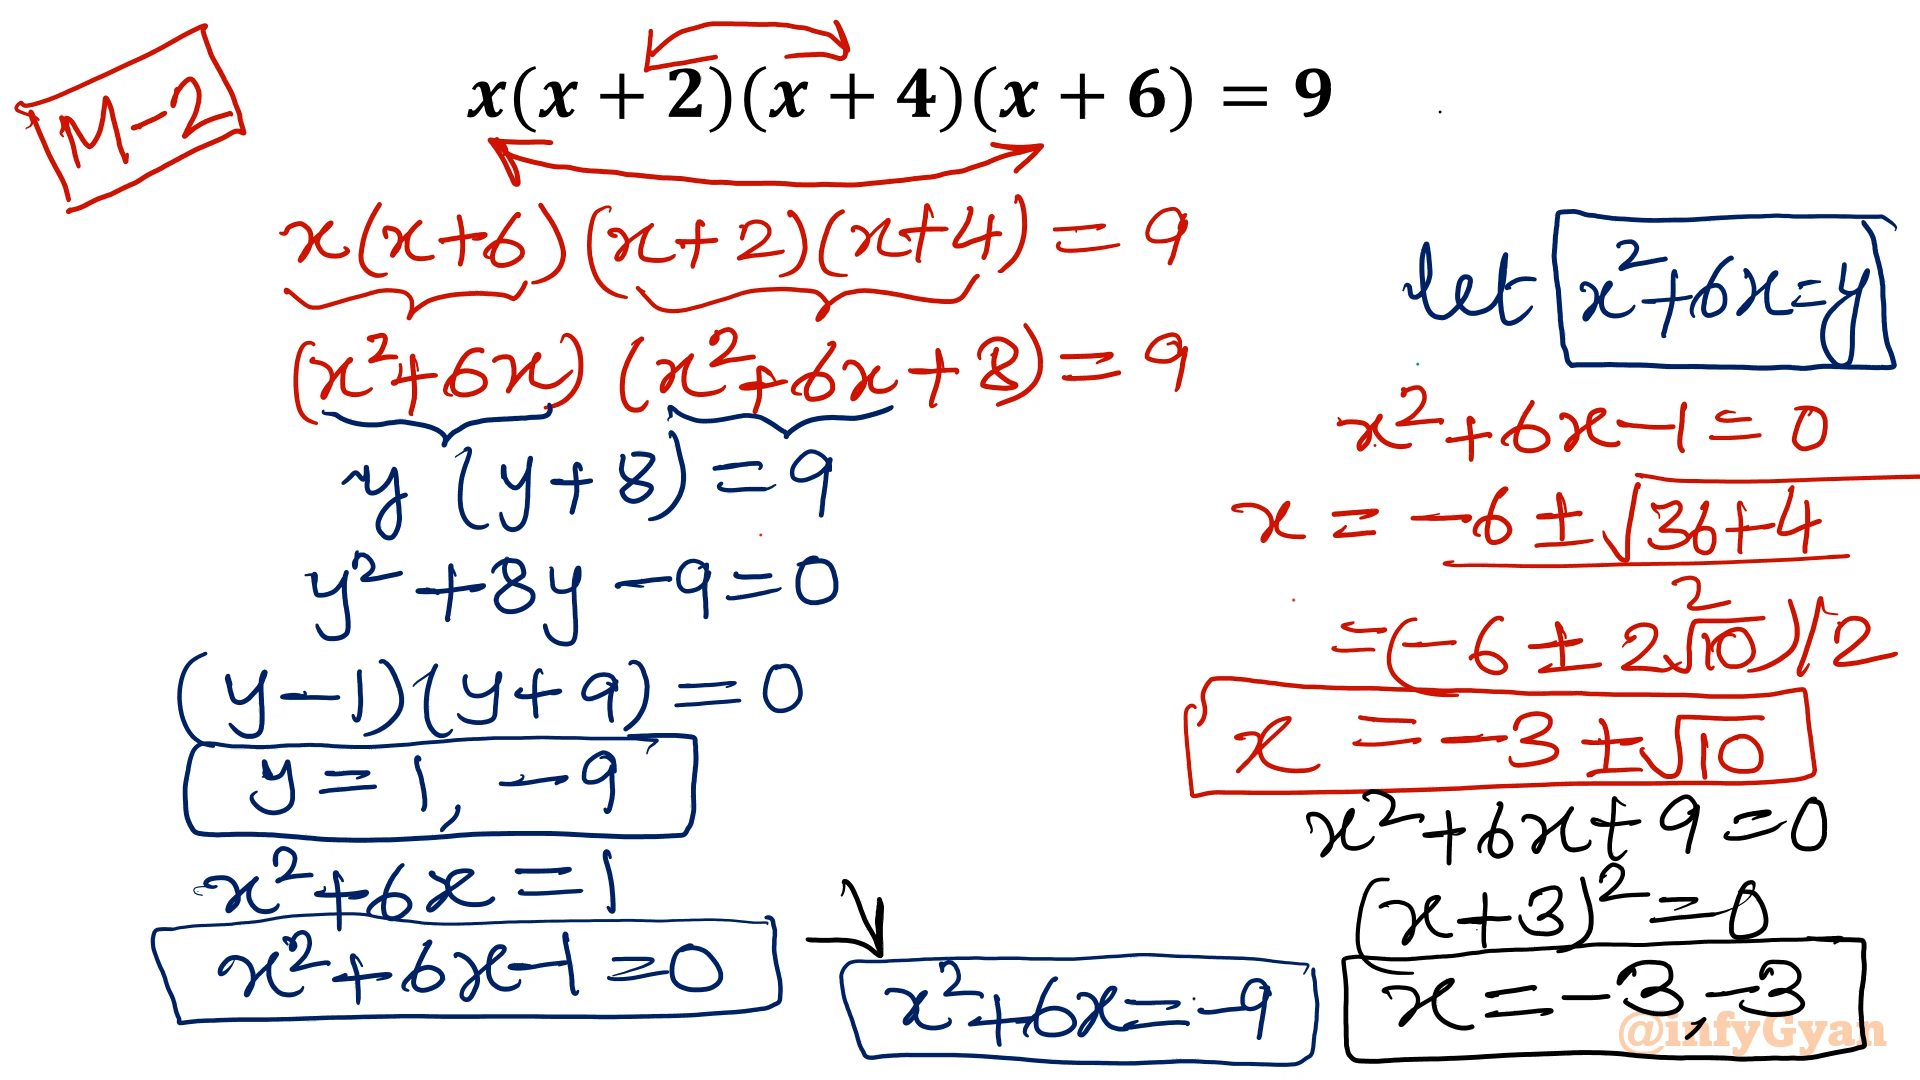 M-2
x(x + 2)(x + 4)(x + 6) = 9
x(x+6)(x+2)(x+4) = 9
(x²+6x) (x²+6x+8) = 9
y (y+8) = 9
y² + 8y - 9 = 0
(y-1)(y+9) = 0
y = 1, -9
x²+6x = 1
x²+6x-1 = 0
x²+6x = -9
let x²+6x=y
x²+6x-1 = 0
x = -6 ± √36+4
2
= (-6 ± 2√10)/2
x = -3 ± √10
x²+6x+9 = 0
(x+3)² = 0
x = -3, -3
@infyGyan